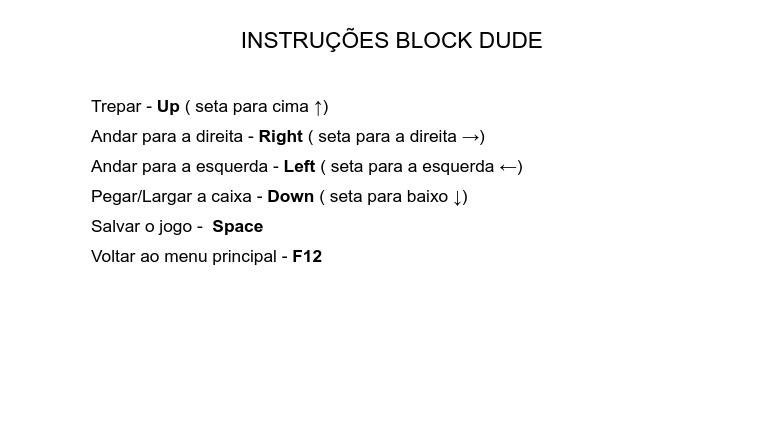 INSTRUÇÕES BLOCK DUDE
Trepar - Up ( seta para cima ↑)
Andar para a direita - Right ( seta para a direita →)
Andar para a esquerda - Left ( seta para a esquerda ←)
Pegar/Largar a caixa - Down ( seta para baixo ↓)
Salvar o jogo -  Space
Voltar ao menu principal - F12